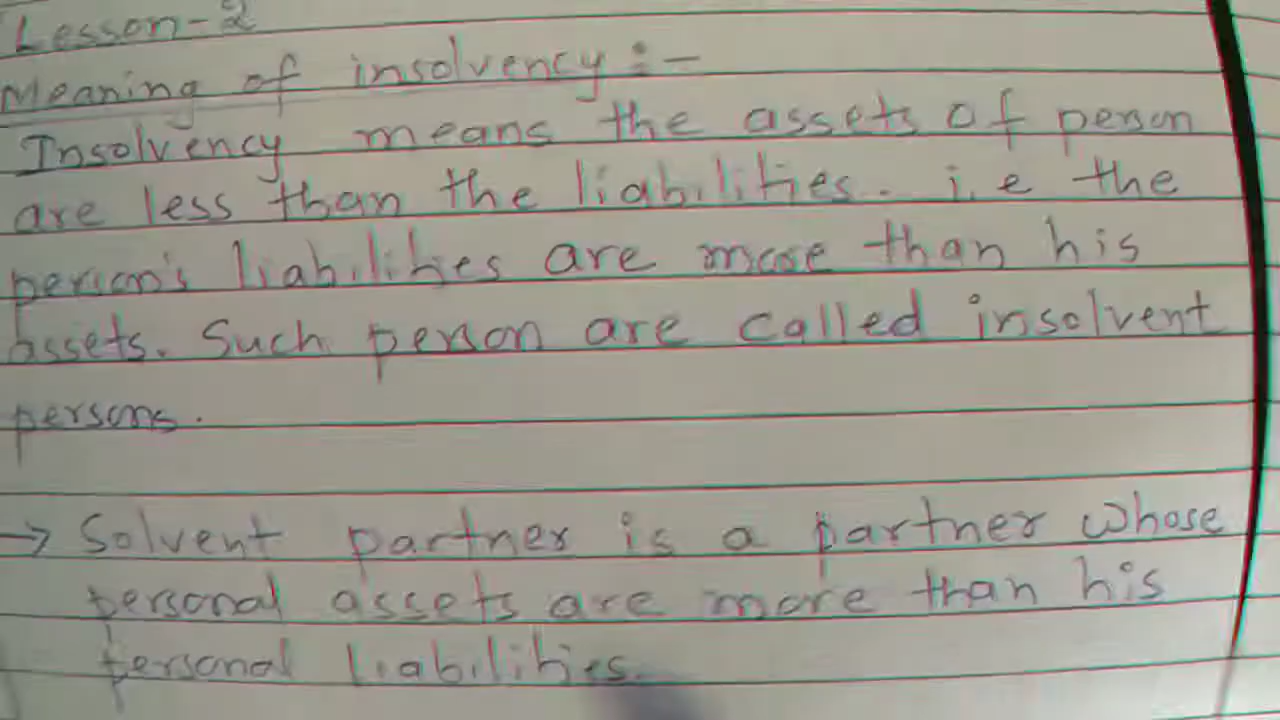 Lesson-2
Meaning of insolvency :-
Insolvency means the assets of person
are less than the liabilities. i.e the
person's liabilities are more than his
assets. Such person are called insolvent
persons.
→ Solvent partner is a partner whose
personal assets are more than his
personal liabilities.